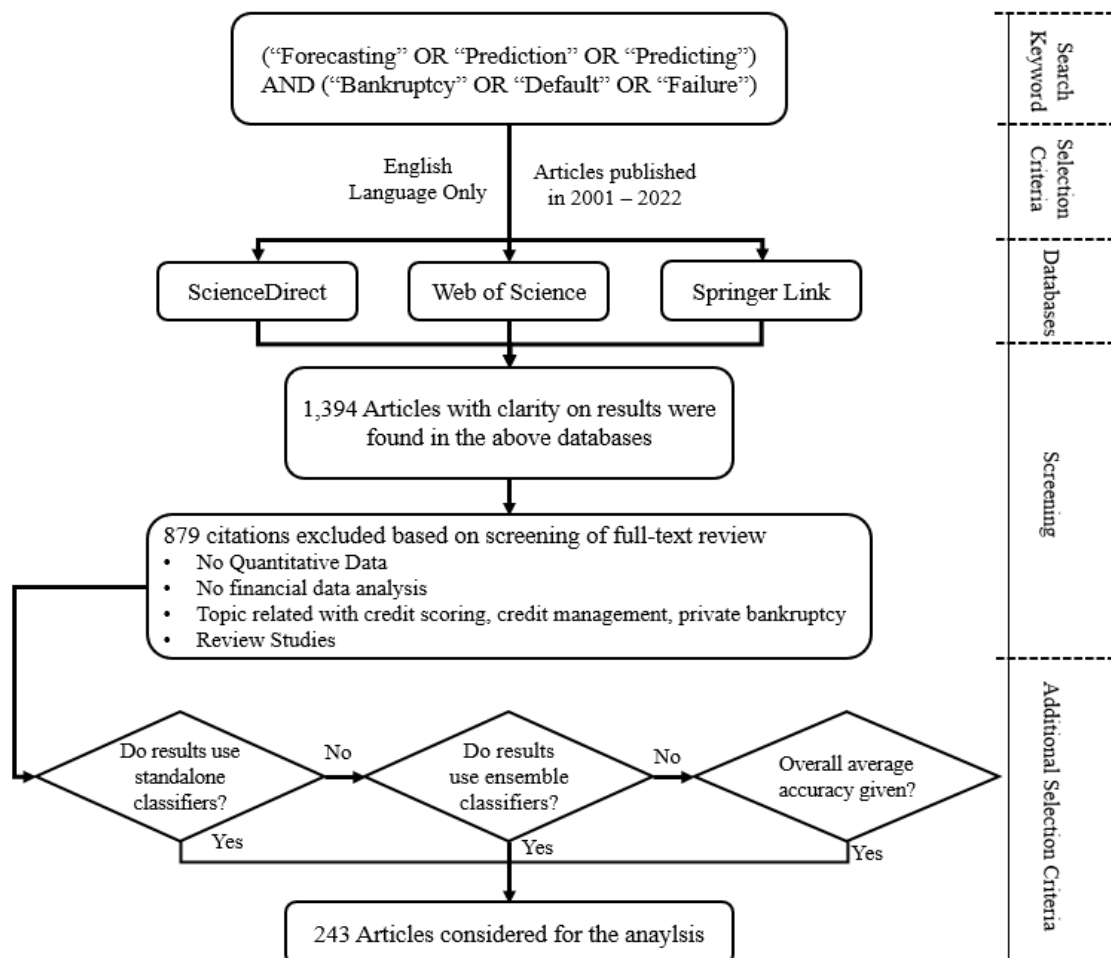 (“Forecasting” OR “Prediction” OR “Predicting”)
AND (“Bankruptcy” OR “Default” OR “Failure”)
Search
Keyword
English
Language Only
Articles published
in 2001 – 2022
Selection
Criteria
ScienceDirect
Web of Science
Springer Link
Databases
1,394 Articles with clarity on results were
found in the above databases
879 citations excluded based on screening of full-text review
• No Quantitative Data
• No financial data analysis
• Topic related with credit scoring, credit management, private bankruptcy
• Review Studies
Screening
Do results use
standalone
classifiers?
No
Do results
use ensemble
classifiers?
No
Overall average
accuracy given?
Yes
Yes
Yes
243 Articles considered for the anaylsis
Additional Selection Criteria